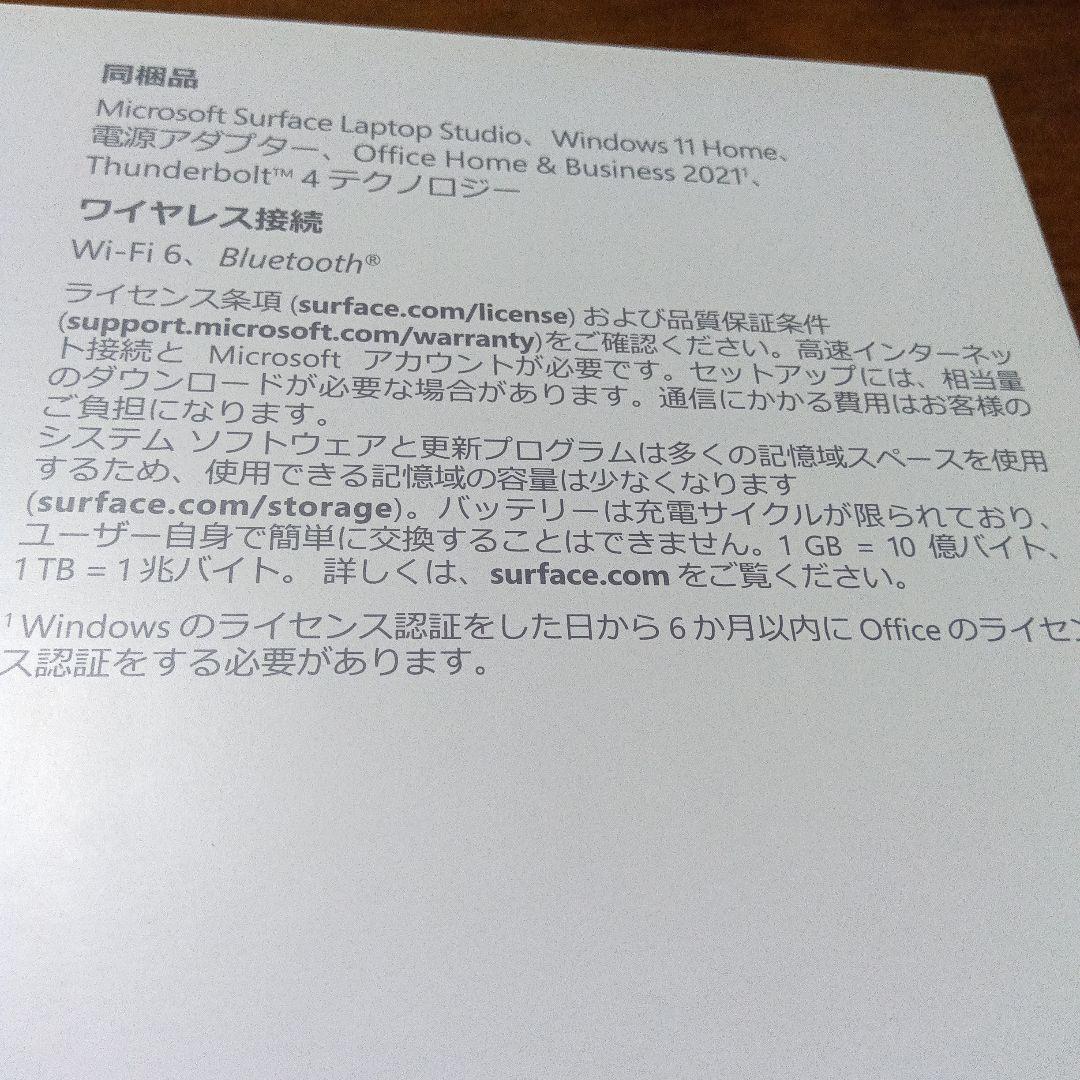 同梱品
Microsoft Surface Laptop Studio、Windows 11 Home、
電源アダプター、Office Home & Business 2021¹、
Thunderbolt™ 4 テクノロジー
ワイヤレス接続
Wi-Fi 6、Bluetooth®
ライセンス条項 (surface.com/license) および品質保証条件
(support.microsoft.com/warranty)をご確認ください。高速インターネッ
ト接続と Microsoft アカウントが必要です。セットアップには、相当量
のダウンロードが必要な場合があります。通信にかかる費用はお客様の
ご負担になります。
システム ソフトウェアと更新プログラムは多くの記憶域スペースを使用
するため、使用できる記憶域の容量は少なくなります
(surface.com/storage)。バッテリーは充電サイクルが限られており、
ユーザー自身で簡単に交換することはできません。1 GB = 10 億バイト、
1 TB = 1 兆バイト。 詳しくは、surface.com をご覧ください。
¹ Windows のライセンス認証をした日から 6 か月以内に Office のライセン
ス認証をする必要があります。